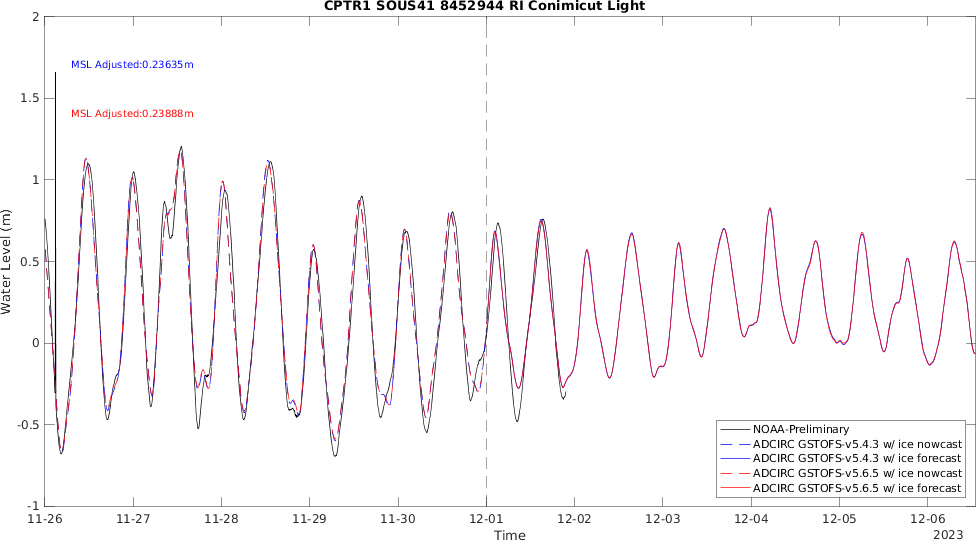 CPTR1 SOUS41 8452944 RI Conimicut Light
2
MSL Adjusted:0.23635m
1.5
MSL Adjusted:0.23888m
1
0.5
Water Level (m)
0
-0.5
-1
NOAA-Preliminary
ADCIRC GSTOFS-v5.4.3 w/ ice nowcast
ADCIRC GSTOFS-v5.4.3 w/ ice forecast
ADCIRC GSTOFS-v5.6.5 w/ ice nowcast
ADCIRC GSTOFS-v5.6.5 w/ ice forecast
11-26 11-27 11-28 11-29 11-30 12-01 12-02 12-03 12-04 12-05 12-06
Time
2023